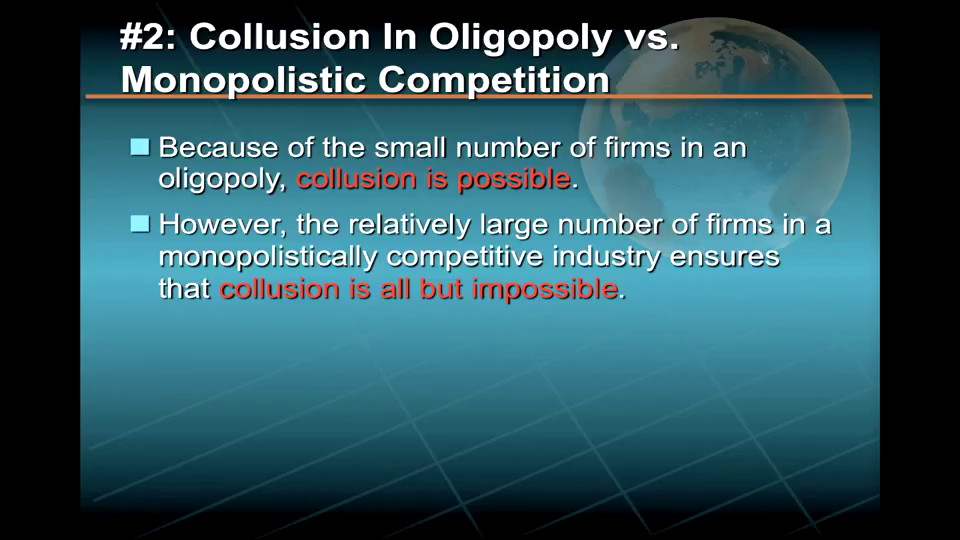 #2: Collusion In Oligopoly vs.
Monopolistic Competition
Because of the small number of firms in an
oligopoly, collusion is possible.
However, the relatively large number of firms in a
monopolistically competitive industry ensures
that collusion is all but impossible.